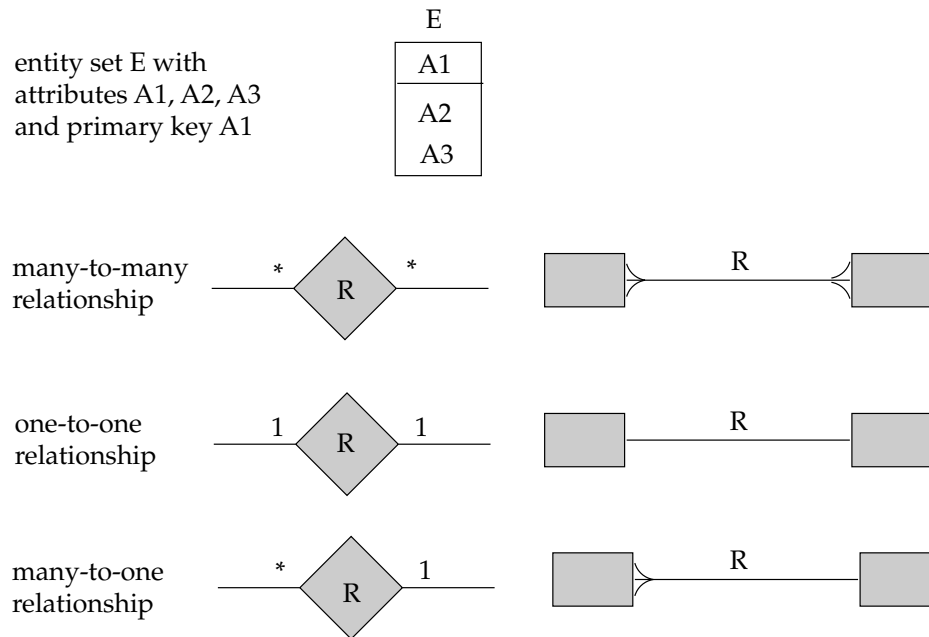 E
entity set E with
attributes A1, A2, A3
and primary key A1
A1
A2
A3
many-to-many
relationship
* R *
R
one-to-one
relationship
1 R 1
R
many-to-one
relationship
* R 1
R